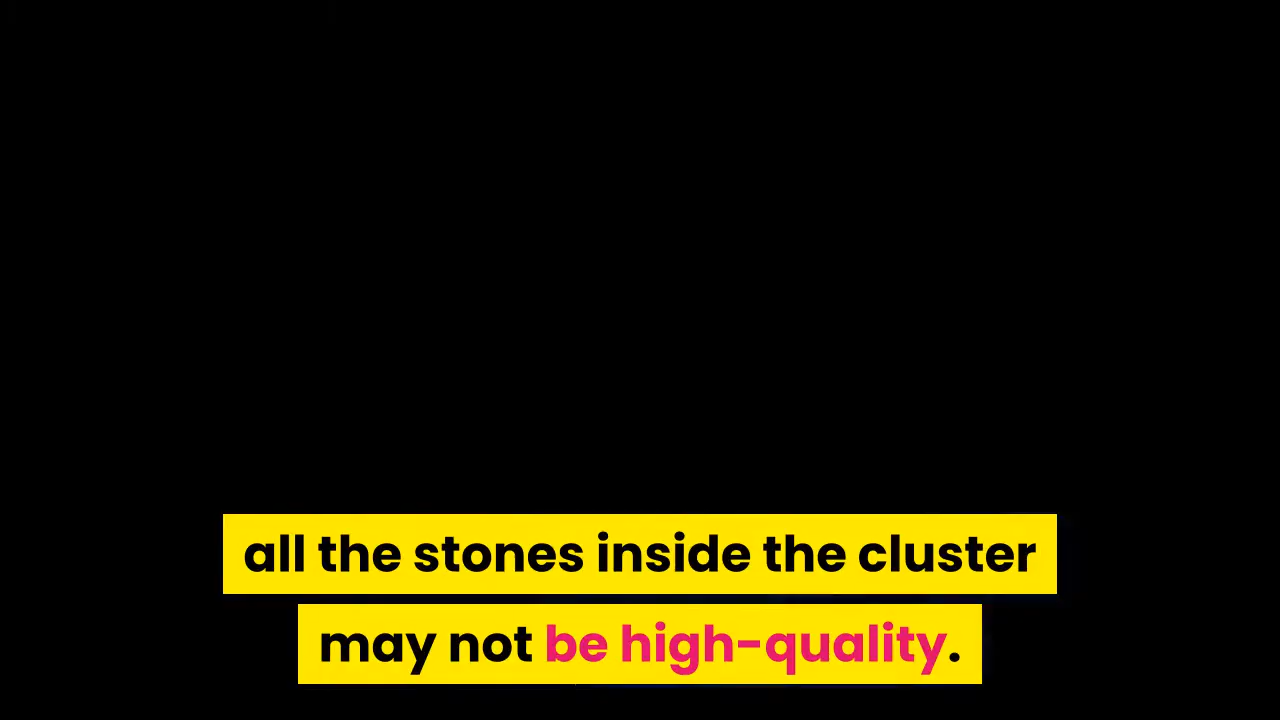 all the stones inside the cluster
may not be high-quality.